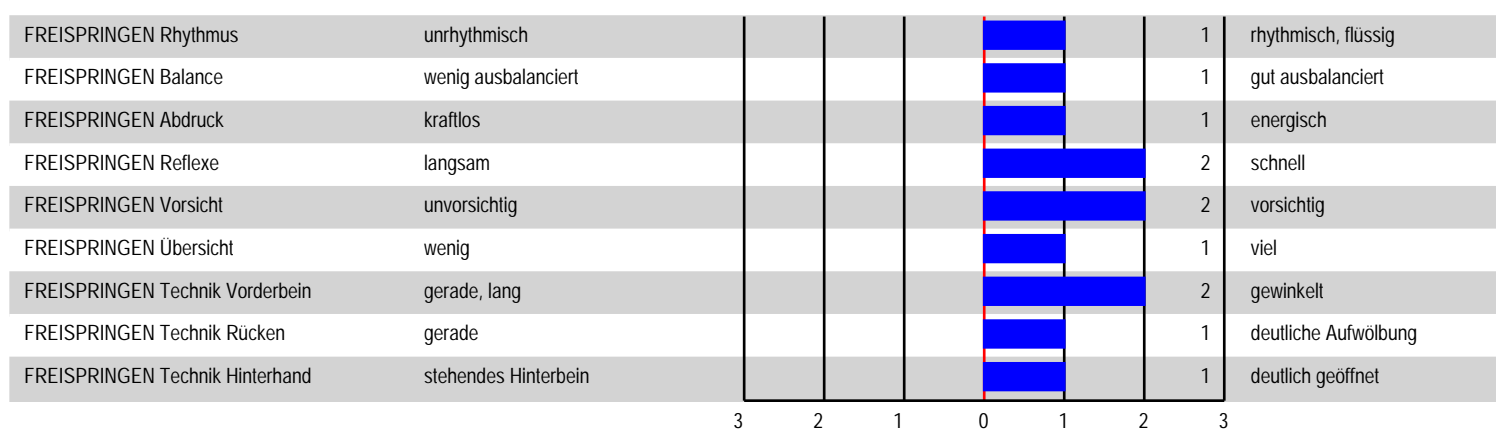 FREISPRINGEN Rhythmus unrhythmisch 1 rhythmisch, flüssig
FREISPRINGEN Balance wenig ausbalanciert 1 gut ausbalanciert
FREISPRINGEN Abdruck kraftlos 1 energisch
FREISPRINGEN Reflexe langsam 2 schnell
FREISPRINGEN Vorsicht unvorsichtig 2 vorsichtig
FREISPRINGEN Übersicht wenig 1 viel
FREISPRINGEN Technik Vorderbein gerade, lang 2 gewinkelt
FREISPRINGEN Technik Rücken gerade 1 deutliche Aufwölbung
FREISPRINGEN Technik Hinterhand stehendes Hinterbein 1 deutlich geöffnet
3 2 1 0 1 2 3